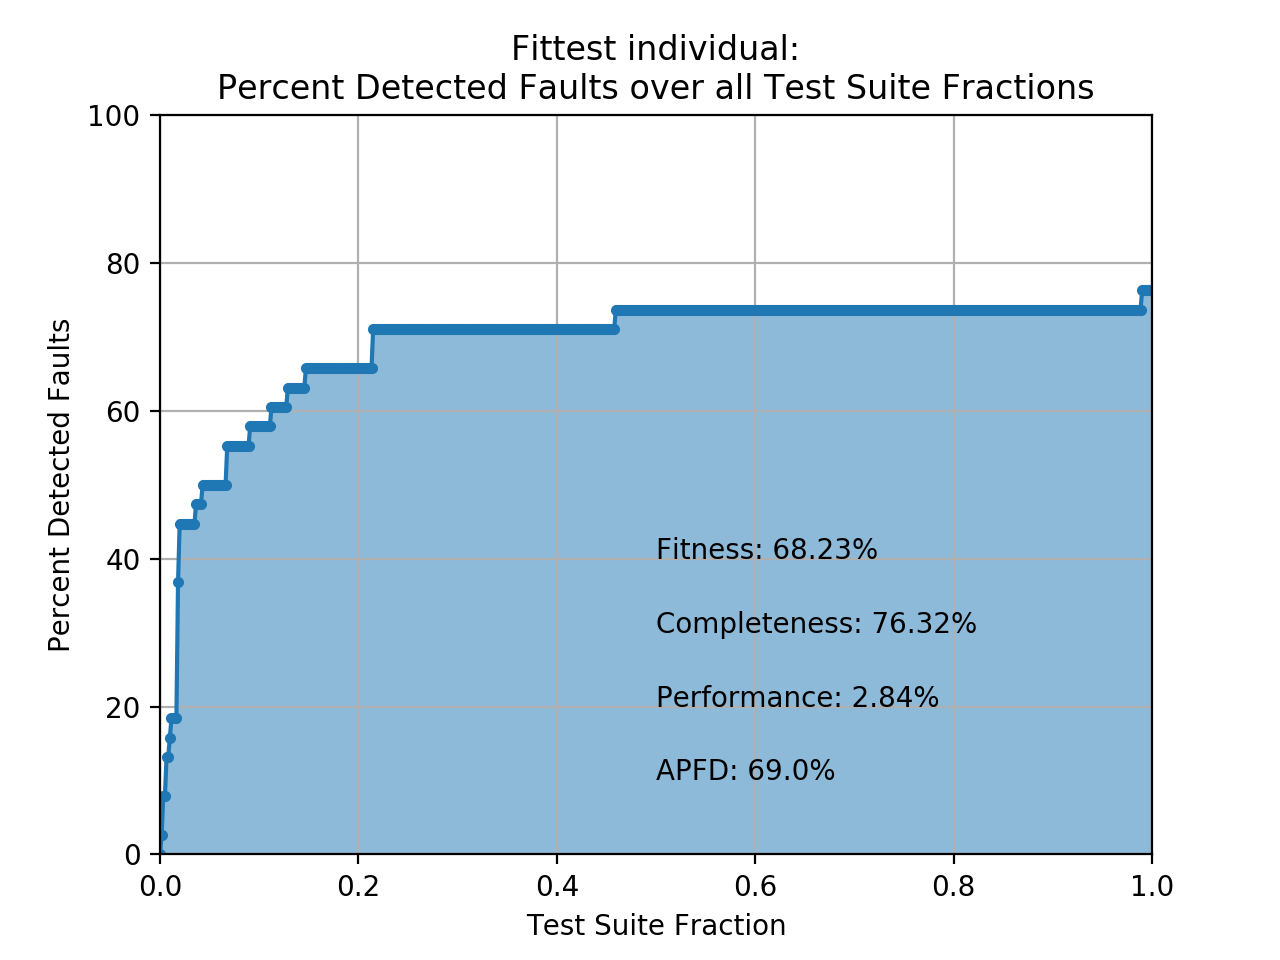 Fittest individual:
Percent Detected Faults over all Test Suite Fractions
100
80
60
40
20
0
Percent Detected Faults
Fitness: 68.23%
Completeness: 76.32%
Performance: 2.84%
APFD: 69.0%
0.0 0.2 0.4 0.6 0.8 1.0
Test Suite Fraction